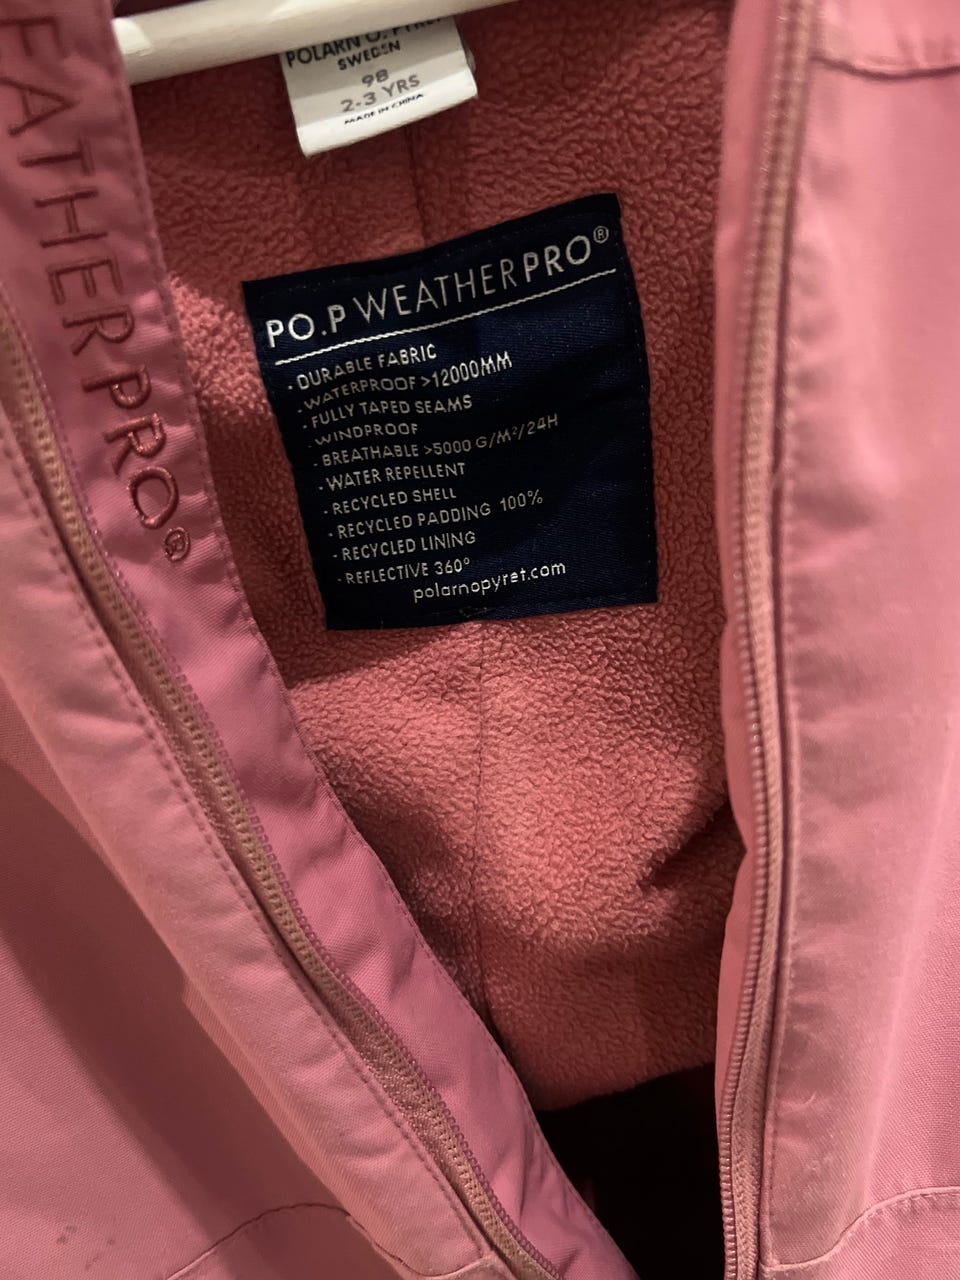 POLARN O. PYRET
SWEDEN
98
2-3 YRS
MADE IN CHINA
PO.P WEATHERPRO®
· DURABLE FABRIC
· WATERPROOF >12000MM
· FULLY TAPED SEAMS
· WINDPROOF
· BREATHABLE >5000 G/M²/24H
· WATER REPELLENT
· RECYCLED SHELL
· RECYCLED PADDING 100%
· RECYCLED LINING
· REFLECTIVE 360°
polarnopyret.com
EATHERPRO®